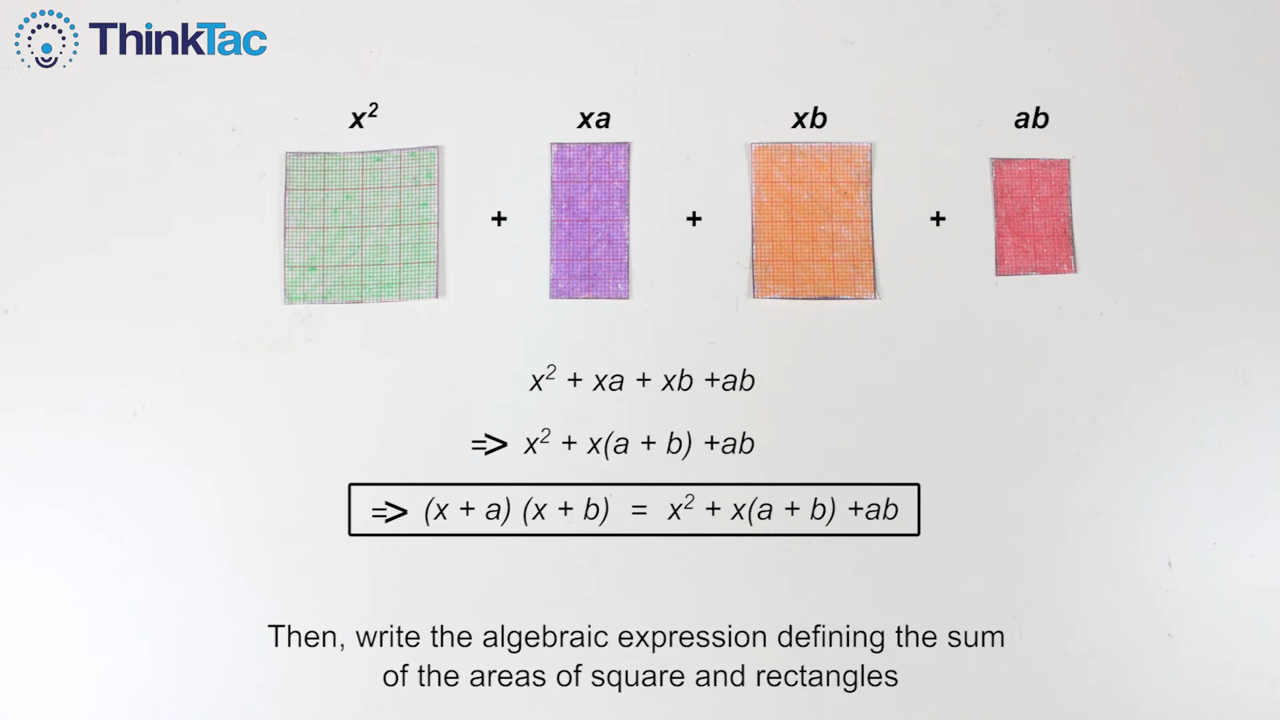 ThinkTac
x² xa xb ab
+ + +
x² + xa + xb +ab
=> x² + x(a + b) +ab
=> (x + a) (x + b) = x² + x(a + b) +ab
Then, write the algebraic expression defining the sum
of the areas of square and rectangles